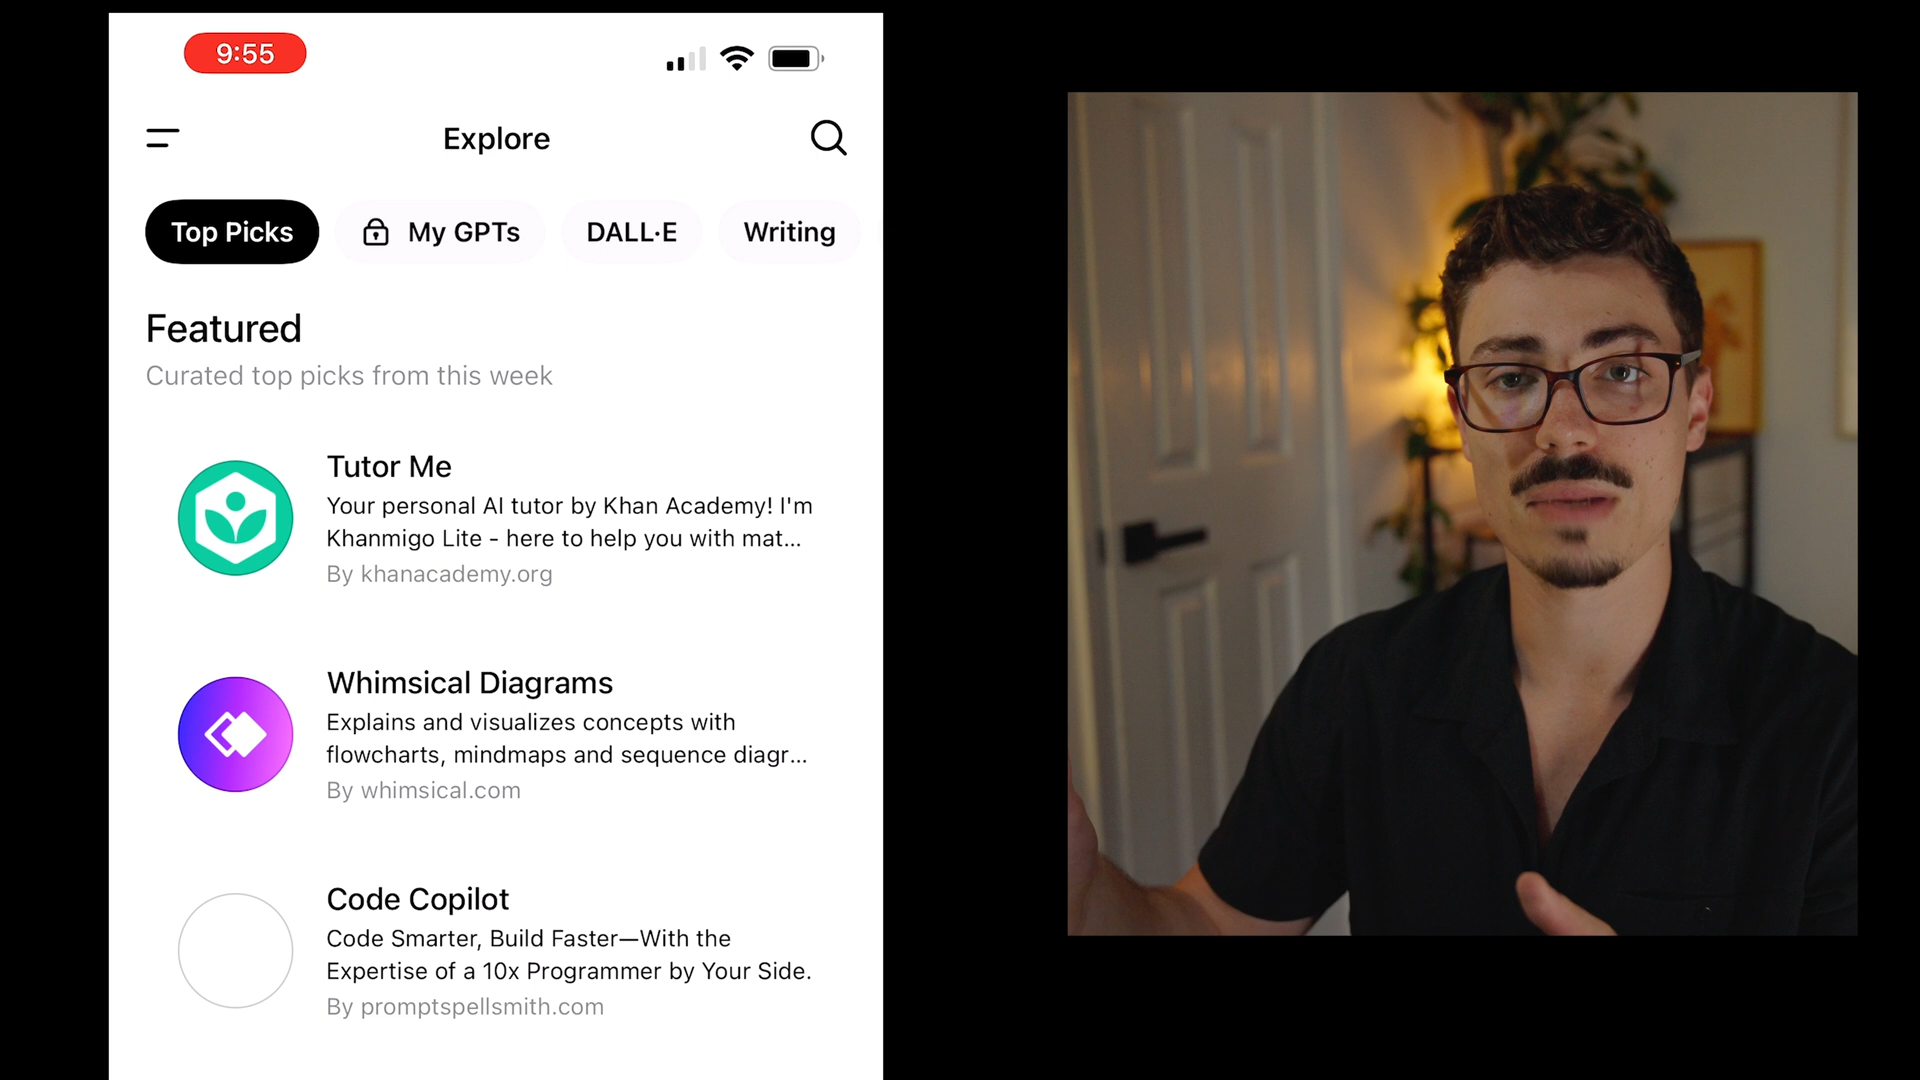 9:55
Explore
Top Picks
My GPTs
DALL·E
Writing
Featured
Curated top picks from this week
Tutor Me
Your personal AI tutor by Khan Academy! I'm
Khanmigo Lite - here to help you with mat...
By khanacademy.org
Whimsical Diagrams
Explains and visualizes concepts with
flowcharts, mindmaps and sequence diagr...
By whimsical.com
Code Copilot
Code Smarter, Build Faster—With the
Expertise of a 10x Programmer by Your Side.
By promptspellsmith.com